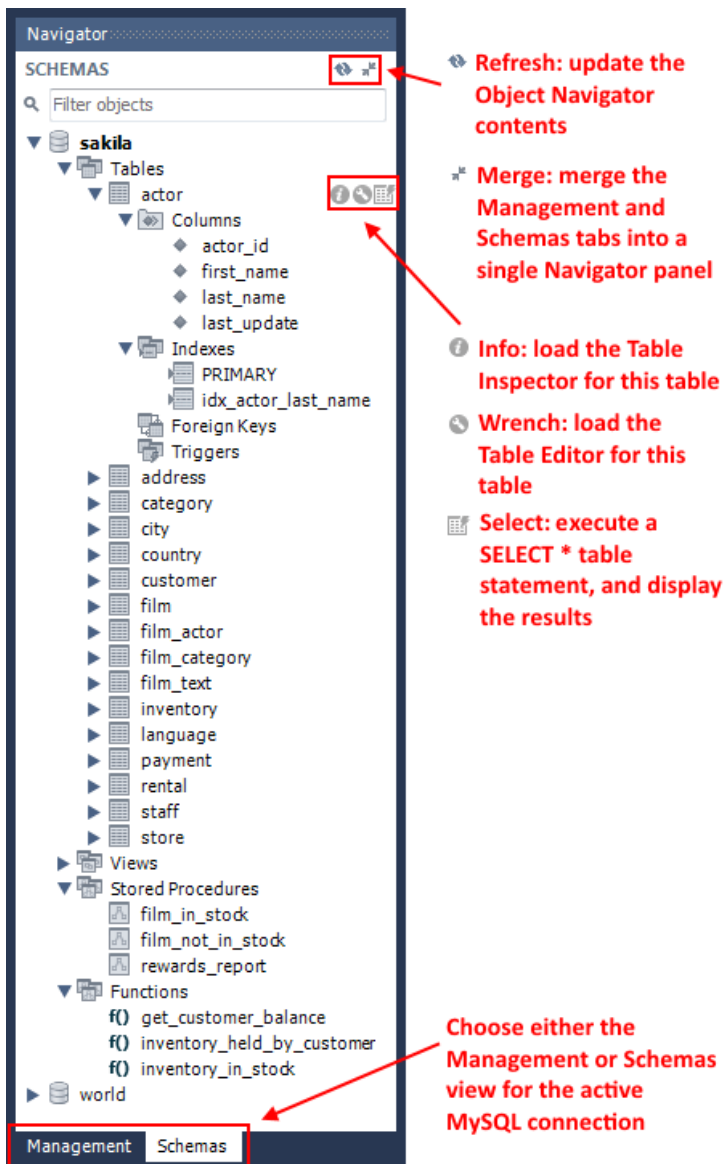 Navigator
SCHEMAS
Filter objects
sakila
Tables
actor
Columns
actor_id
first_name
last_name
last_update
Indexes
PRIMARY
idx_actor_last_name
Foreign Keys
Triggers
address
category
city
country
customer
film
film_actor
film_category
film_text
inventory
language
payment
rental
staff
store
Views
Stored Procedures
film_in_stock
film_not_in_stock
rewards_report
Functions
f() get_customer_balance
f() inventory_held_by_customer
f() inventory_in_stock
world
Management Schemas
Refresh: update the
Object Navigator
contents
Merge: merge the
Management and
Schemas tabs into a
single Navigator panel
Info: load the Table
Inspector for this table
Wrench: load the
Table Editor for this
table
Select: execute a
SELECT * table
statement, and display
the results
Choose either the
Management or Schemas
view for the active
MySQL connection